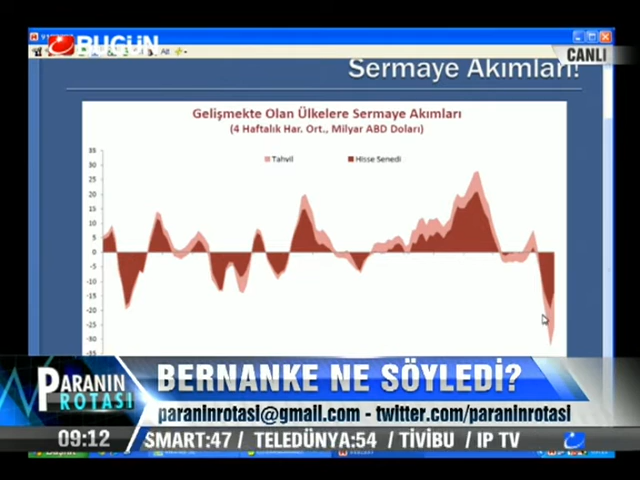 BUGÜN
CANLI
Sermaye Akımları!
Gelişmekte Olan Ülkelere Sermaye Akımları
(4 Haftalık Har. Ort., Milyar ABD Doları)
Tahvil
Hisse Senedi
35
30
25
20
15
10
5
0
-5
-10
-15
-20
-25
-30
-35
PARANIN
ROTASI
BERNANKE NE SÖYLEDİ?
paraninrotasi@gmail.com - twitter.com/paraninrotasi
09:12
SMART:47 / TELEDÜNYA:54 / TİVİBU / IP TV